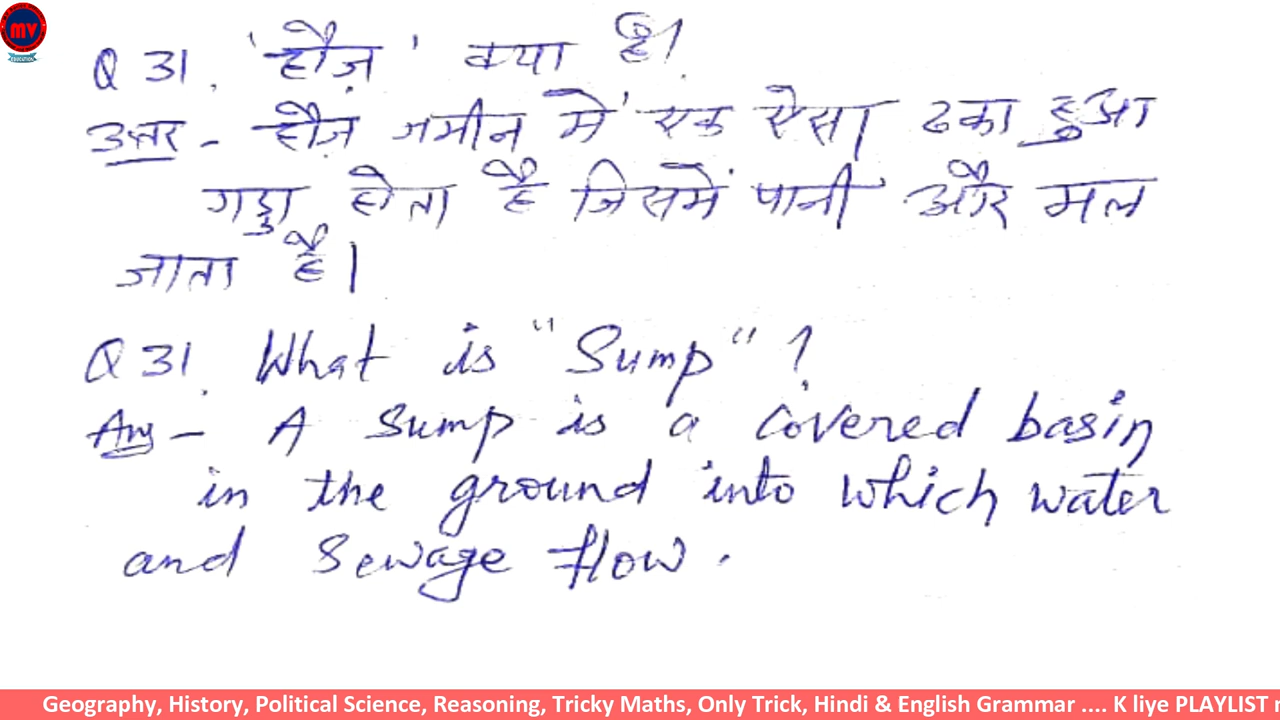 mv
EDUCATION
Q 31. 'हौज़' क्या है।
उत्तर - हौज़ जमीन में एक ऐसा ढका हुआ
गड्ढा होता है जिसमें पानी और मल
जाता है।
Q 31. What is "Sump"?
Ans - A Sump is a covered basin
in the ground into which water
and Sewage flow.
Geography, History, Political Science, Reasoning, Tricky Maths, Only Trick, Hindi & English Grammar .... K liye PLAYLIST